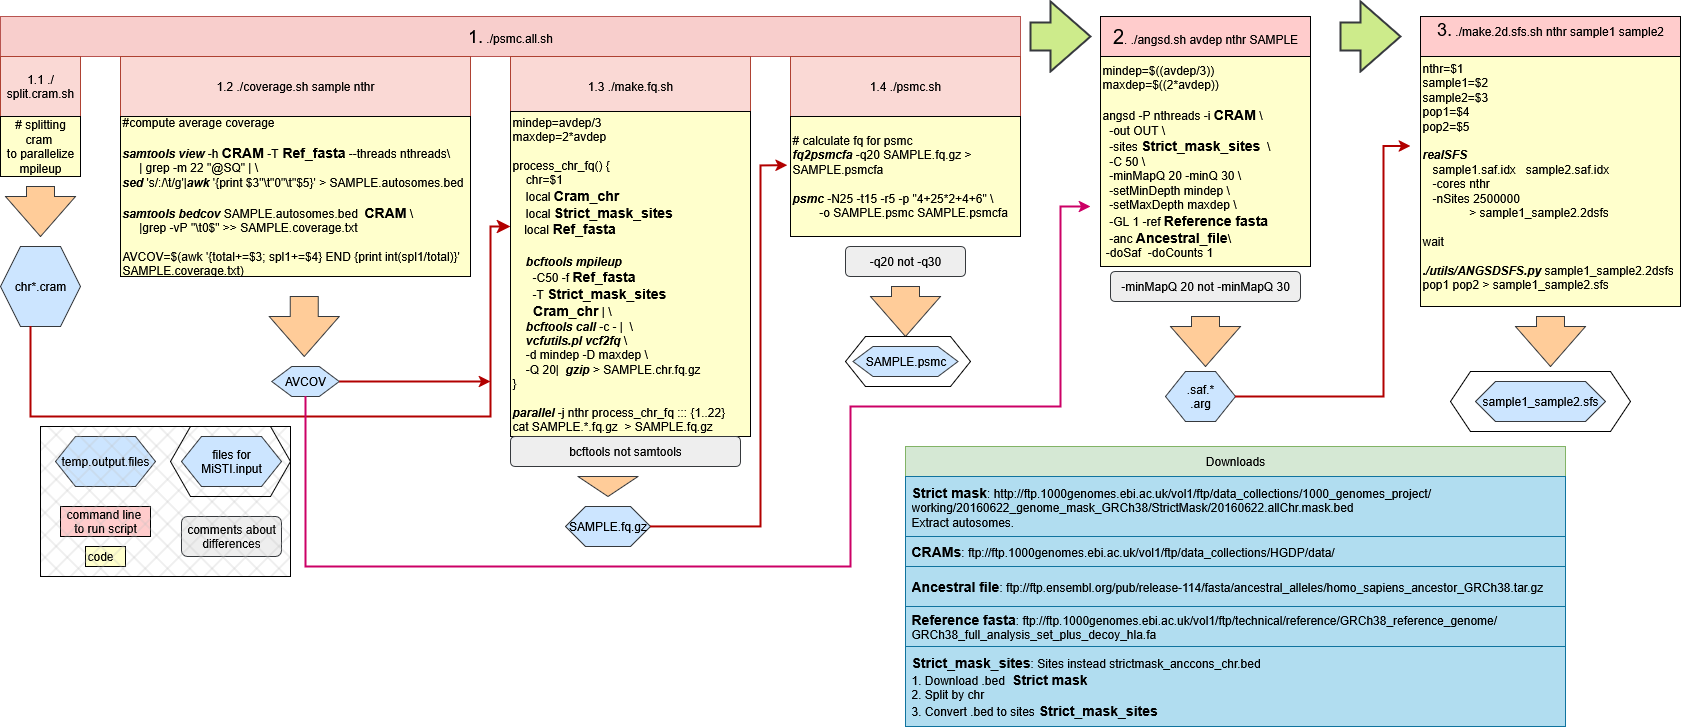 1. ./psmc.all.sh
1.1 ./
split.cram.sh
# splitting
cram
to parallelize
mpileup
chr*.cram
1.2 ./coverage.sh sample nthr
#compute average coverage
samtools view -h CRAM -T Ref_fasta --threads nthreads\
| grep -m 22 "@SQ" | \
sed 's/:/\t/g'|awk '{print $3"\t"0"\t"$5}' > SAMPLE.autosomes.bed
samtools bedcov SAMPLE.autosomes.bed CRAM \
|grep -vP "\t0$" >> SAMPLE.coverage.txt
AVCOV=$(awk '{total+=$3; spl1+=$4} END {print int(spl1/total)}'
SAMPLE.coverage.txt)
AVCOV
1.3 ./make.fq.sh
mindep=avdep/3
maxdep=2*avdep
process_chr_fq() {
chr=$1
local Cram_chr
local Strict_mask_sites
local Ref_fasta
bcftools mpileup
-C50 -f Ref_fasta
-T Strict_mask_sites
Cram_chr | \
bcftools call -c - | \
vcfutils.pl vcf2fq \
-d mindep -D maxdep \
-Q 20| gzip > SAMPLE.chr.fq.gz
}
parallel -j nthr process_chr_fq ::: {1..22}
cat SAMPLE.*.fq.gz > SAMPLE.fq.gz
bcftools not samtools
SAMPLE.fq.gz
1.4 ./psmc.sh
# calculate fq for psmc
fq2psmcfa -q20 SAMPLE.fq.gz >
SAMPLE.psmcfa
psmc -N25 -t15 -r5 -p "4+25*2+4+6" \
-o SAMPLE.psmc SAMPLE.psmcfa
-q20 not -q30
SAMPLE.psmc
2. ./angsd.sh avdep nthr SAMPLE
mindep=$((avdep/3))
maxdep=$((2*avdep))
angsd -P nthreads -i CRAM \
-out OUT \
-sites Strict_mask_sites \
-C 50 \
-minMapQ 20 -minQ 30 \
-setMinDepth mindep \
-setMaxDepth maxdep \
-GL 1 -ref Reference fasta
-anc Ancestral_file\
-doSaf -doCounts 1
-minMapQ 20 not -minMapQ 30
.saf.*
.arg
3. ./make.2d.sfs.sh nthr sample1 sample2
nthr=$1
sample1=$2
sample2=$3
pop1=$4
pop2=$5
realSFS
sample1.saf.idx sample2.saf.idx
-cores nthr
-nSites 2500000
> sample1_sample2.2dsfs
wait
./utils/ANGSDSFS.py sample1_sample2.2dsfs
pop1 pop2 > sample1_sample2.sfs
sample1_sample2.sfs
temp.output.files
files for
MiSTI.input
command line
to run script
comments about
differences
code
Downloads
Strict mask: http://ftp.1000genomes.ebi.ac.uk/vol1/ftp/data_collections/1000_genomes_project/
working/20160622_genome_mask_GRCh38/StrictMask/20160622.allChr.mask.bed
Extract autosomes.
CRAMs: ftp://ftp.1000genomes.ebi.ac.uk/vol1/ftp/data_collections/HGDP/data/
Ancestral file: ftp://ftp.ensembl.org/pub/release-114/fasta/ancestral_alleles/homo_sapiens_ancestor_GRCh38.tar.gz
Reference fasta: ftp://ftp.1000genomes.ebi.ac.uk/vol1/ftp/technical/reference/GRCh38_reference_genome/
GRCh38_full_analysis_set_plus_decoy_hla.fa
Strict_mask_sites: Sites instead strictmask_anccons_chr.bed
1. Download .bed Strict mask
2. Split by chr
3. Convert .bed to sites Strict_mask_sites